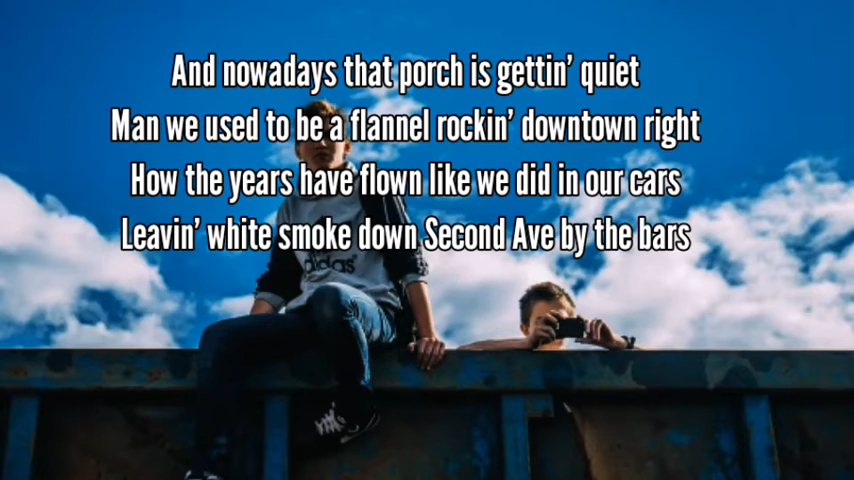 And nowadays that porch is gettin' quiet
Man we used to be a flannel rockin' downtown right
How the years have flown like we did in our cars
Leavin' white smoke down Second Ave by the bars
adidas